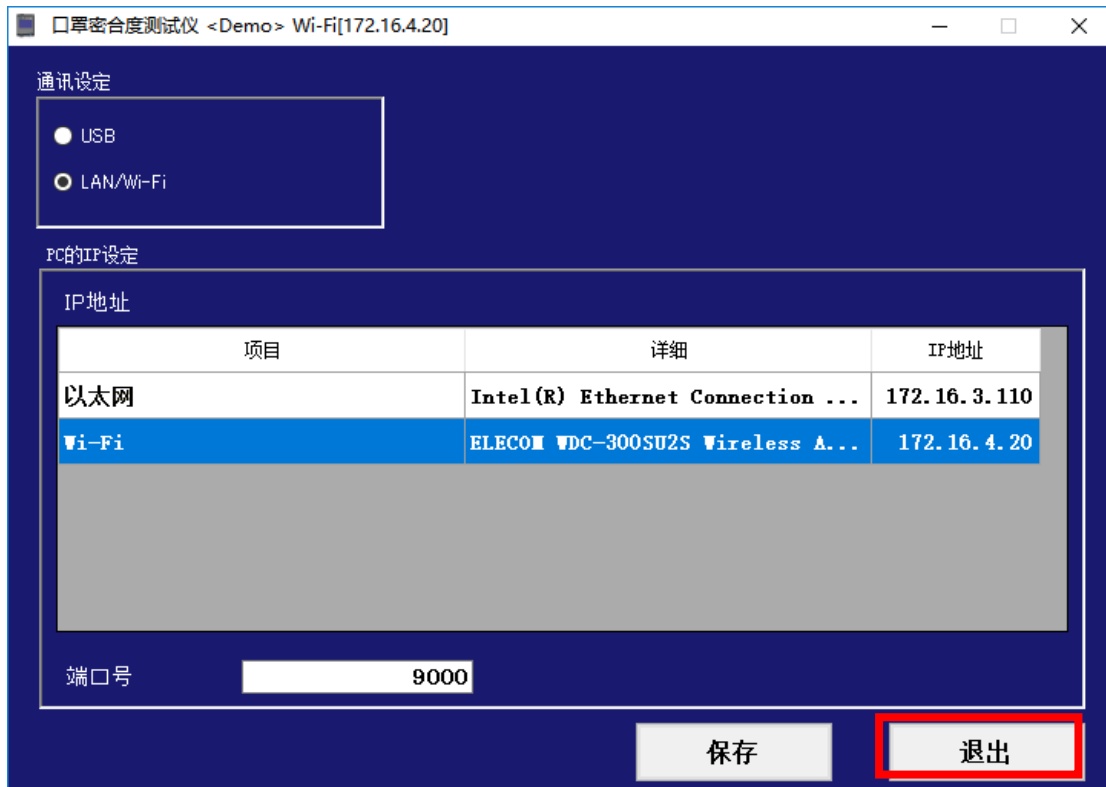 口罩密合度测试仪 <Demo> Wi-Fi[172.16.4.20]
通讯设定
USB
LAN/Wi-Fi
PC的IP设定
IP地址
项目 详细 IP地址
以太网 Intel(R) Ethernet Connection ... 172.16.3.110
Wi-Fi ELECOM WDC-300SU2S Wireless A... 172.16.4.20
端口号 9000
保存 退出